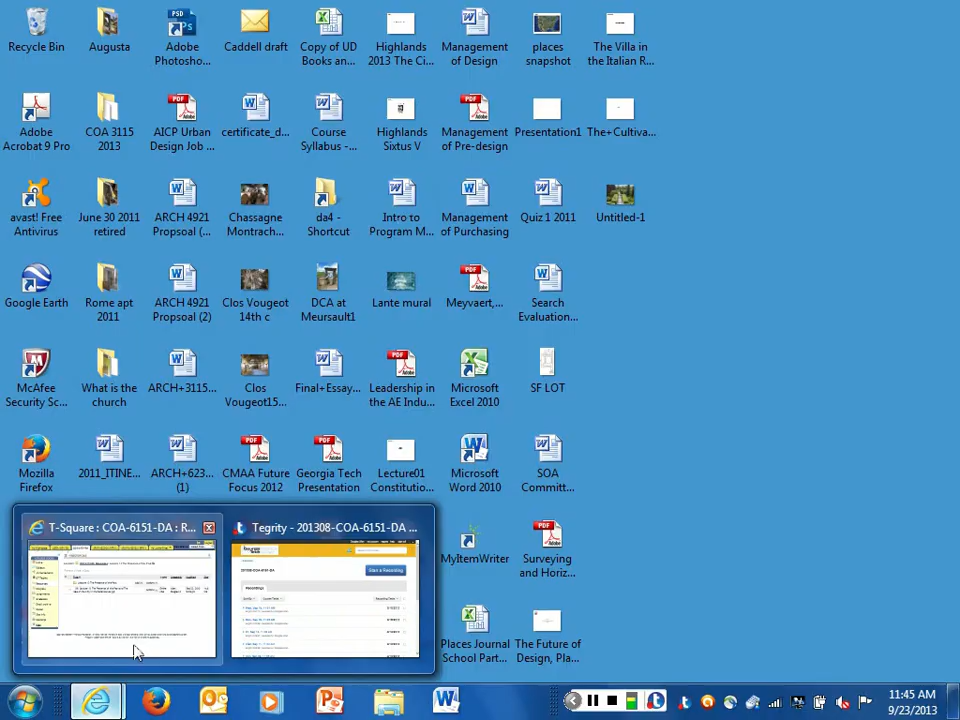 Recycle Bin
Augusta
Adobe
Photosho...
Caddell draft
Copy of UD
Books an...
Highlands
2013 The Ci...
Management
of Design
places
snapshot
The Villa in
the Italian R...
Adobe
Acrobat 9 Pro
COA 3115
2013
AICP Urban
Design Job ...
certificate_d...
Course
Syllabus -...
Highlands
Sixtus V
Management
of Pre-design
Presentation1
The+Cultiva...
avast! Free
Antivirus
June 30 2011
retired
ARCH 4921
Propsoal (...
Chassagne
Montrach...
da4 -
Shortcut
Intro to
Program M...
Management
of Purchasing
Quiz 1 2011
Untitled-1
Google Earth
Rome apt
2011
ARCH 4921
Propsoal (2)
Clos Vougeot
14th c
DCA at
Meursault1
Lante mural
Meyvaert,...
Search
Evaluation...
McAfee
Security Sc...
What is the
church
ARCH+3115...
Clos
Vougeot15...
Final+Essay...
Leadership in
the AE Indu...
Microsoft
Excel 2010
SF LOT
Mozilla
Firefox
2011_ITINE...
ARCH+623...
(1)
CMAA Future
Focus 2012
Georgia Tech
Presentation
Lecture01
Constitutio...
Microsoft
Word 2010
SOA
Committ...
T-Square : COA-6151-DA : R...
Tegrity - 201308-COA-6151-DA ...
Start a Recording
Recordings
MyItemWriter
Surveying
and Horiz...
Places Journal
School Part...
The Future of
Design, Pla...
11:45 AM
9/23/2013